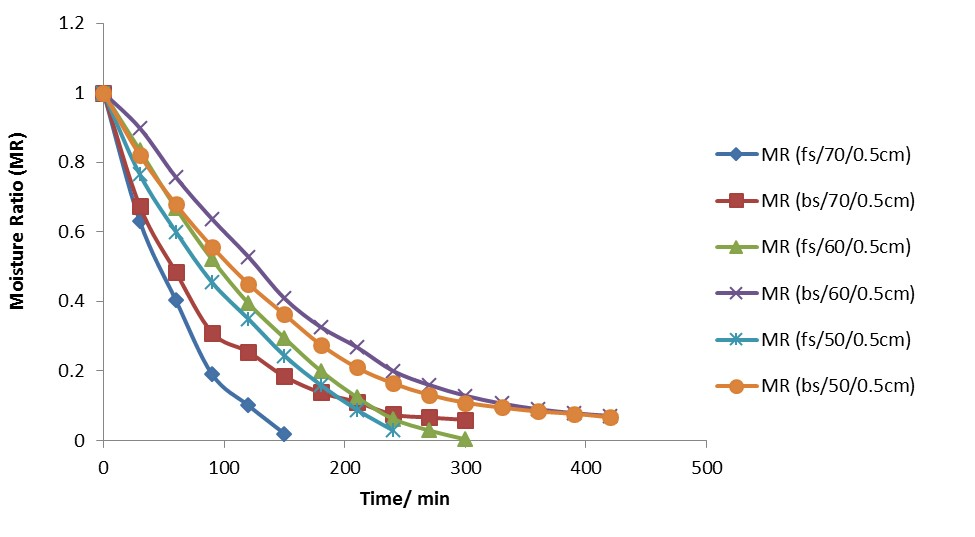 1.2
1
0.8
0.6
0.4
0.2
0
Moisture Ratio (MR)
0 100 200 300 400 500
Time/ min
MR (fs/70/0.5cm)
MR (bs/70/0.5cm)
MR (fs/60/0.5cm)
MR (bs/60/0.5cm)
MR (fs/50/0.5cm)
MR (bs/50/0.5cm)